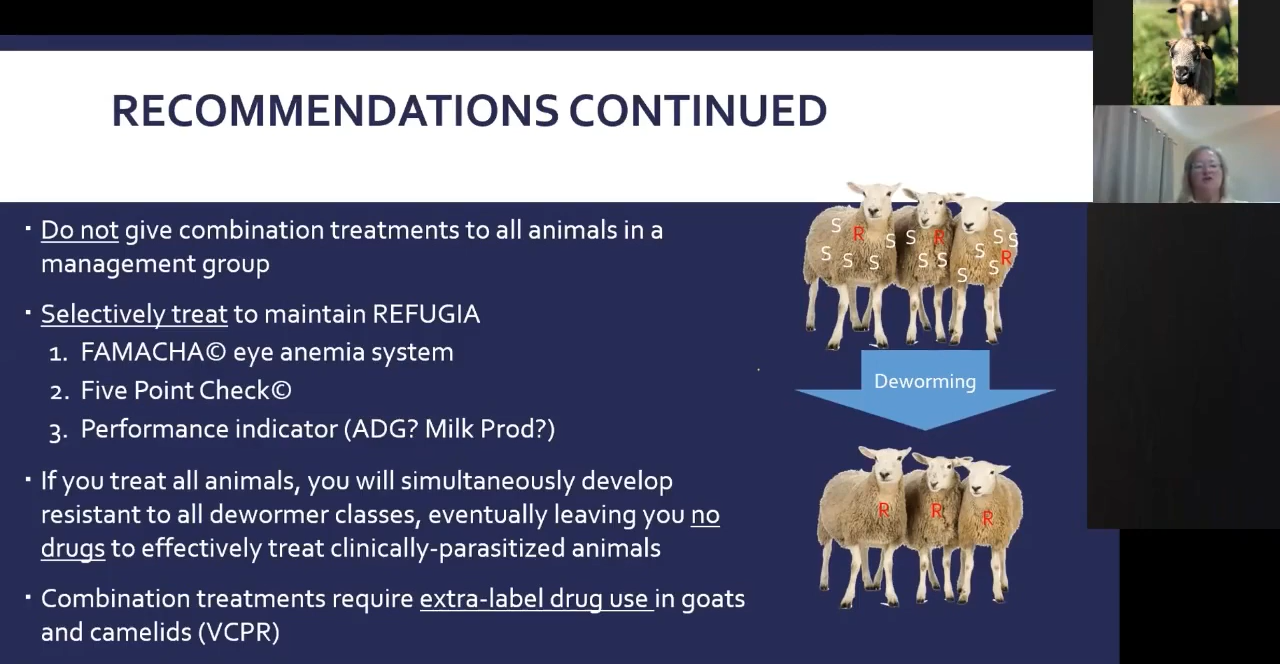 RECOMMENDATIONS CONTINUED
▪ Do not give combination treatments to all animals in a
management group
▪ Selectively treat to maintain REFUGIA
1. FAMACHA© eye anemia system
2. Five Point Check©
3. Performance indicator (ADG? Milk Prod?)
▪ If you treat all animals, you will simultaneously develop
resistant to all dewormer classes, eventually leaving you no
drugs to effectively treat clinically-parasitized animals
▪ Combination treatments require extra-label drug use in goats
and camelids (VCPR)
S R S S S S
S R S S
S S S R S S
Deworming
R R R